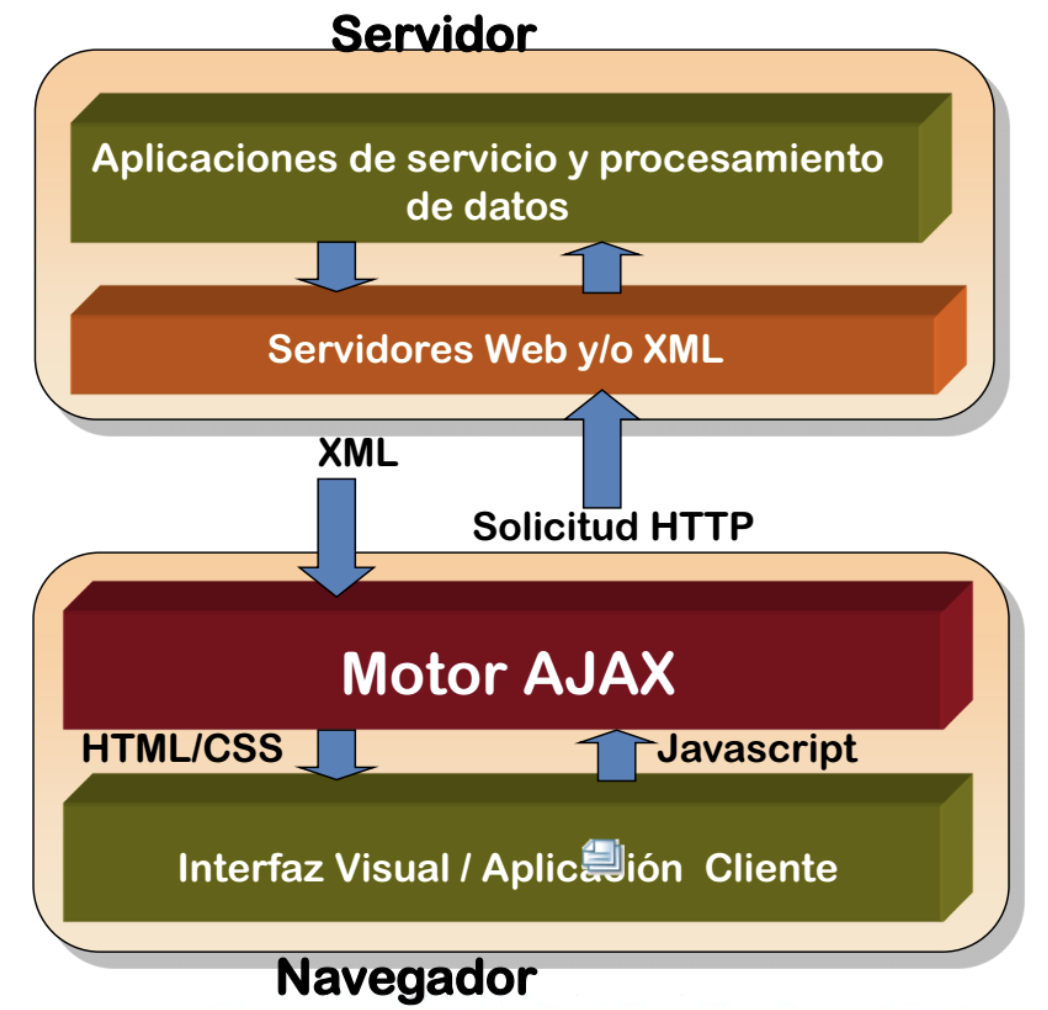 Servidor
Aplicaciones de servicio y procesamiento
de datos
Servidores Web y/o XML
XML
Solicitud HTTP
Motor AJAX
HTML/CSS
Javascript
Interfaz Visual / Aplicación Cliente
Navegador